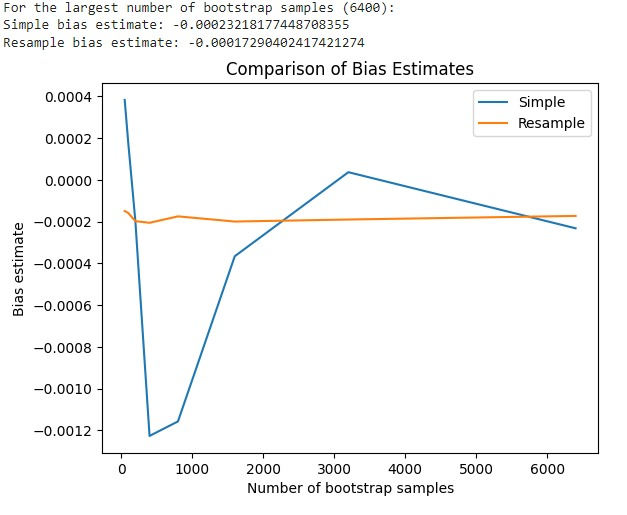 For the largest number of bootstrap samples (6400):
Simple bias estimate: -0.00023218177448708355
Resample bias estimate: -0.00017290402417421274
Comparison of Bias Estimates
Simple
Resample
0.0004
0.0002
0.0000
−0.0002
−0.0004
−0.0006
−0.0008
−0.0010
−0.0012
Bias estimate
0 1000 2000 3000 4000 5000 6000
Number of bootstrap samples